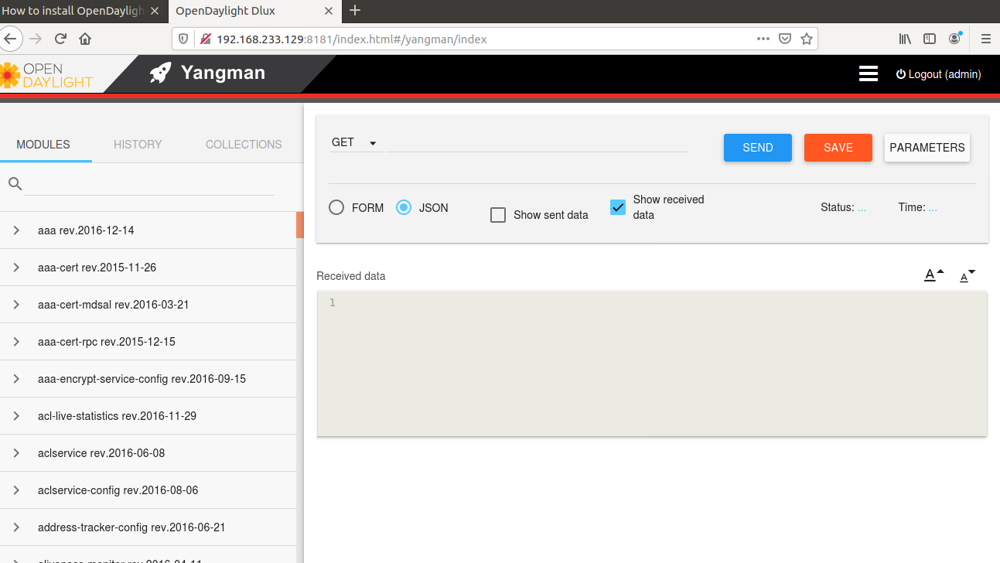 How to install OpenDayligh
OpenDaylight Dlux
192.168.233.129:8181/index.html#/yangman/index
OPEN
DAYLIGHT
Yangman
Logout (admin)
MODULES
HISTORY
COLLECTIONS
GET
SEND
SAVE
PARAMETERS
FORM
JSON
Show sent data
Show received
data
Status: ...
Time: ...
aaa rev.2016-12-14
aaa-cert rev.2015-11-26
aaa-cert-mdsal rev.2016-03-21
aaa-cert-rpc rev.2015-12-15
aaa-encrypt-service-config rev.2016-09-15
acl-live-statistics rev.2016-11-29
aclservice rev.2016-06-08
aclservice-config rev.2016-08-06
address-tracker-config rev.2016-06-21
Received data
A
A
1